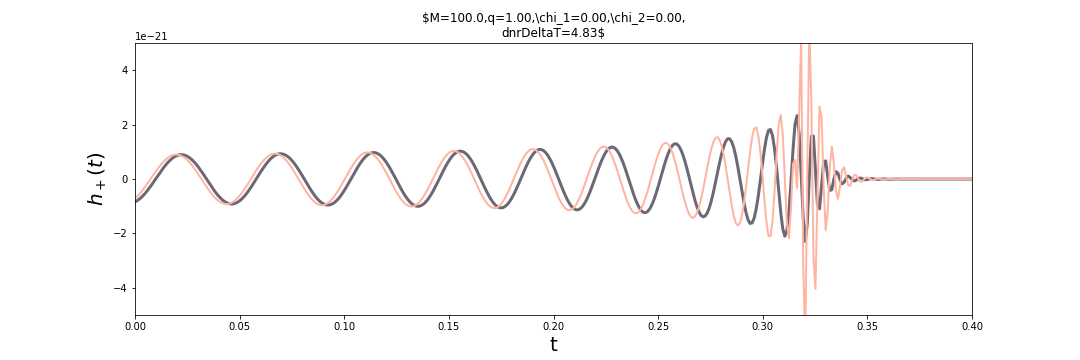 $M=100.0,q=1.00,\chi_1=0.00,\chi_2=0.00,
dnrDeltaT=4.83$
1e−21
4
2
0
−2
−4
h+(t)
0.00 0.05 0.10 0.15 0.20 0.25 0.30 0.35 0.40
t